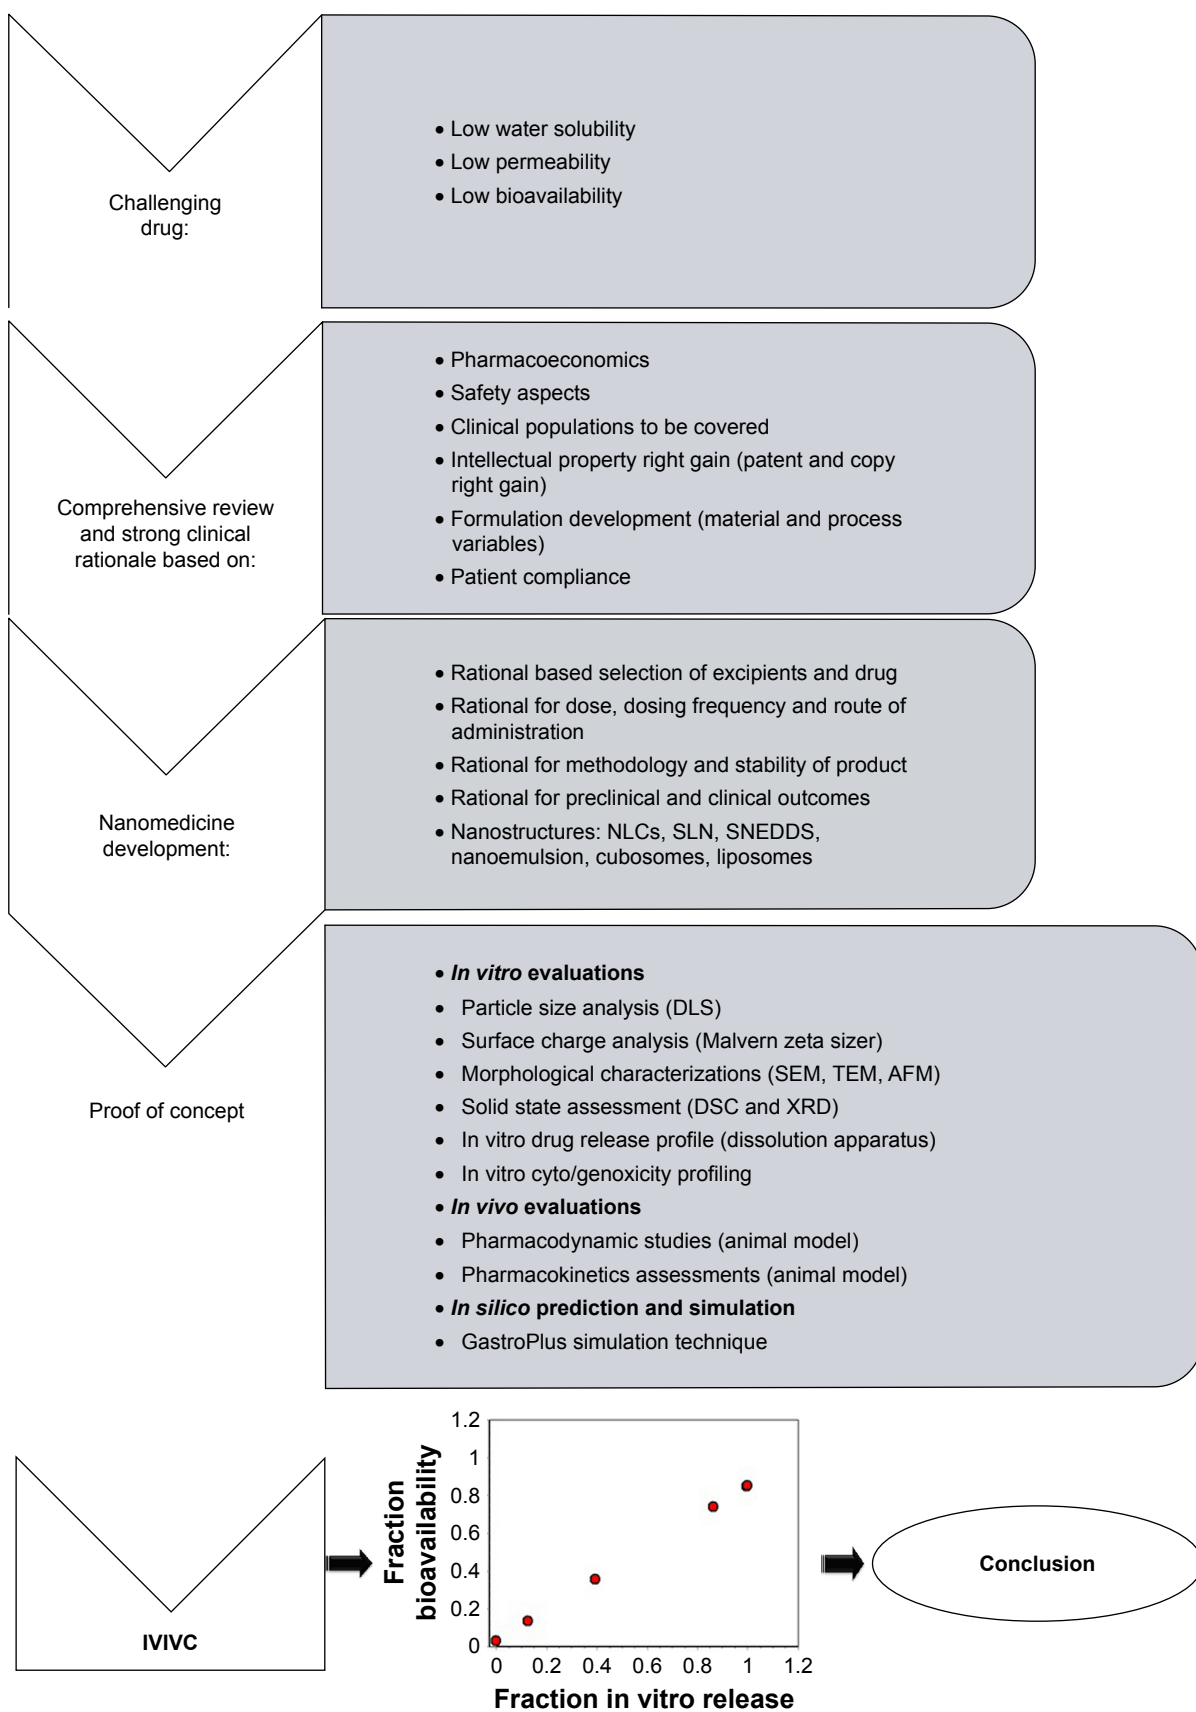 Challenging
drug:
• Low water solubility
• Low permeability
• Low bioavailability
Comprehensive review
and strong clinical
rationale based on:
• Pharmacoeconomics
• Safety aspects
• Clinical populations to be covered
• Intellectual property right gain (patent and copy
right gain)
• Formulation development (material and process
variables)
• Patient compliance
Nanomedicine
development:
• Rational based selection of excipients and drug
• Rational for dose, dosing frequency and route of
administration
• Rational for methodology and stability of product
• Rational for preclinical and clinical outcomes
• Nanostructures: NLCs, SLN, SNEDDS,
nanoemulsion, cubosomes, liposomes
Proof of concept
• In vitro evaluations
• Particle size analysis (DLS)
• Surface charge analysis (Malvern zeta sizer)
• Morphological characterizations (SEM, TEM, AFM)
• Solid state assessment (DSC and XRD)
• In vitro drug release profile (dissolution apparatus)
• In vitro cyto/genoxicity profiling
• In vivo evaluations
• Pharmacodynamic studies (animal model)
• Pharmacokinetics assessments (animal model)
• In silico prediction and simulation
• GastroPlus simulation technique
IVIVC
Fraction
bioavailability
1.2
1
0.8
0.6
0.4
0.2
0
0 0.2 0.4 0.6 0.8 1 1.2
Fraction in vitro release
Conclusion